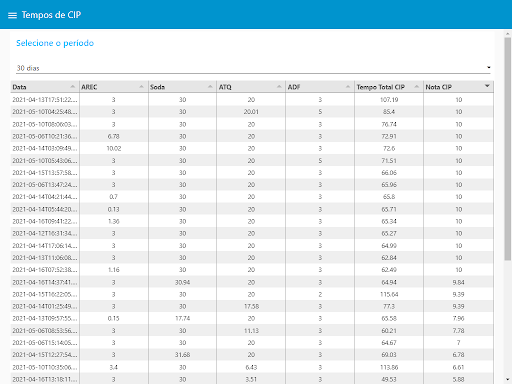 Tempos de CIP
Selecione o período
30 dias
Data AREC Soda ATQ ADF Tempo Total CIP Nota CIP
2021-04-13T17:51:22.... 3 30 20 3 107.19 10
2021-05-10T04:25:48.... 3 30 20.01 5 85.4 10
2021-05-10T08:06:03.... 3 30 20 3 76.74 10
2021-05-06T10:21:36.... 6.78 30 20 3 72.91 10
2021-04-14T03:09:49.... 10.02 30 20 3 72.6 10
2021-05-10T05:43:06.... 3 30 20 5 71.51 10
2021-04-15T13:57:58.... 3 30 20 3 66.06 10
2021-05-06T13:47:24.... 3 30 20 3 65.96 10
2021-04-14T04:21:44.... 0.7 30 20 3 65.8 10
2021-04-14T05:44:20.... 0.13 30 20 3 65.71 10
2021-04-16T09:41:22.... 1.36 30 20 3 65.34 10
2021-04-12T16:31:34.... 3 30 20 3 65.27 10
2021-04-14T17:06:14.... 3 30 20 3 64.99 10
2021-04-13T11:06:08.... 3 30 20 3 62.84 10
2021-04-16T07:52:38.... 1.16 30 20 3 62.49 10
2021-04-16T14:37:41.... 3 30.94 20 3 64.94 9.84
2021-04-15T16:22:05.... 3 30 20 2 115.64 9.39
2021-04-14T01:25:49.... 3 30 17.58 3 77.3 9.39
2021-04-13T09:57:55.... 0.15 17.74 20 3 65.58 7.96
2021-05-06T08:53:56.... 3 30 11.13 3 60.21 7.78
2021-05-06T15:14:05.... 3 30 20 3 64.67 7
2021-04-15T12:27:54.... 3 31.68 20 3 69.03 6.78
2021-05-10T10:35:06.... 3.4 30 6.43 3 113.86 6.61
2021-04-16T13:18:11.... 3 30 3.51 3 49.53 5.88